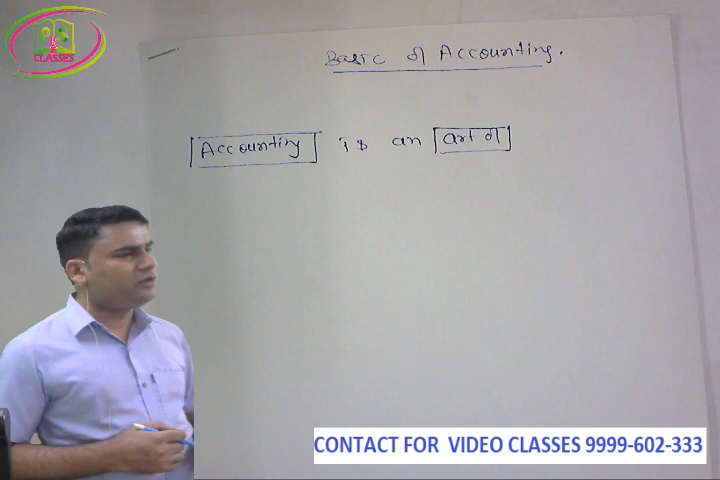 CLASSES
Basic of Accounting.
Accounting is an art of
CONTACT FOR VIDEO CLASSES 9999-602-333